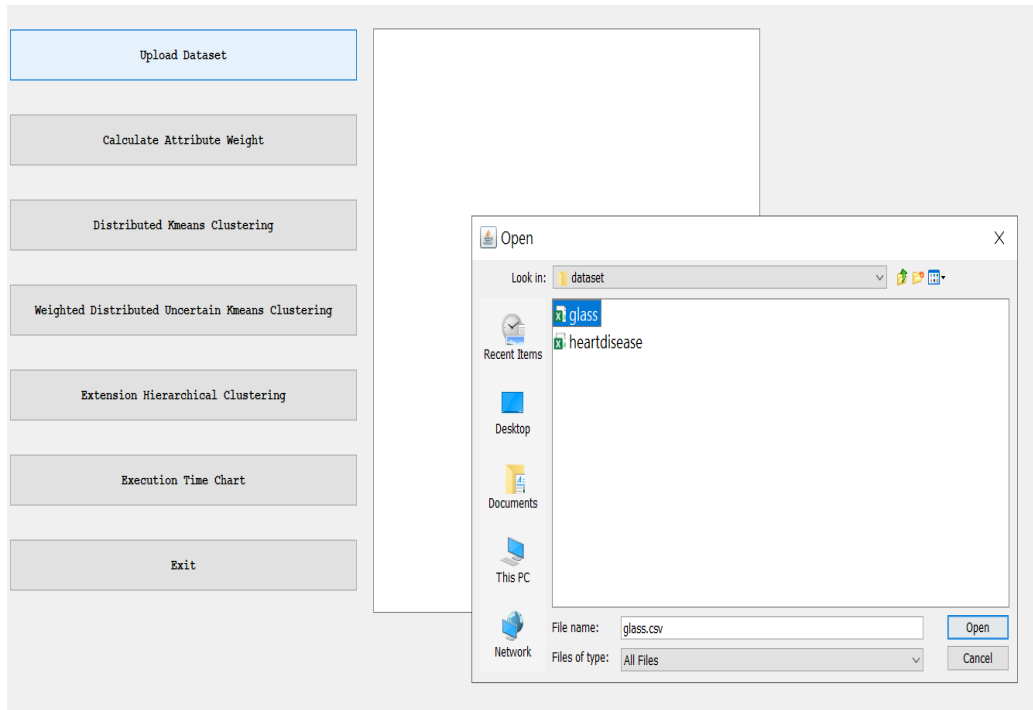 Upload Dataset
Calculate Attribute Weight
Distributed Kmeans Clustering
Weighted Distributed Uncertain Kmeans Clustering
Extension Hierarchical Clustering
Execution Time Chart
Exit
Open
X
Look in:
dataset
glass
heartdisease
Recent Items
Desktop
Documents
This PC
Network
File name:
glass.csv
Open
Files of type:
All Files
Cancel